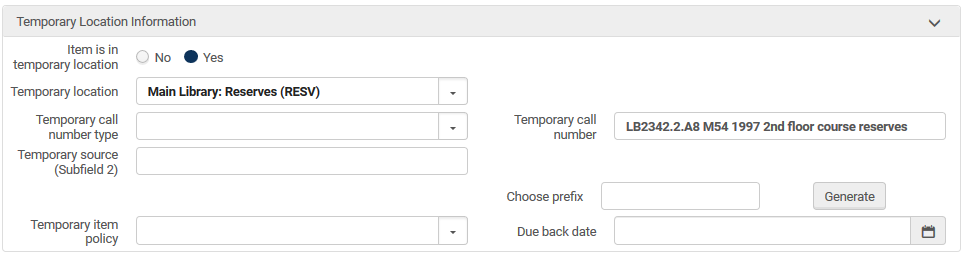 Temporary Location Information
Item is in
temporary location
No
Yes
Temporary location
Main Library: Reserves (RESV)
Temporary call
number type
Temporary call
number
LB2342.2.A8 M54 1997 2nd floor course reserves
Temporary source
(Subfield 2)
Choose prefix
Generate
Temporary item
policy
Due back date